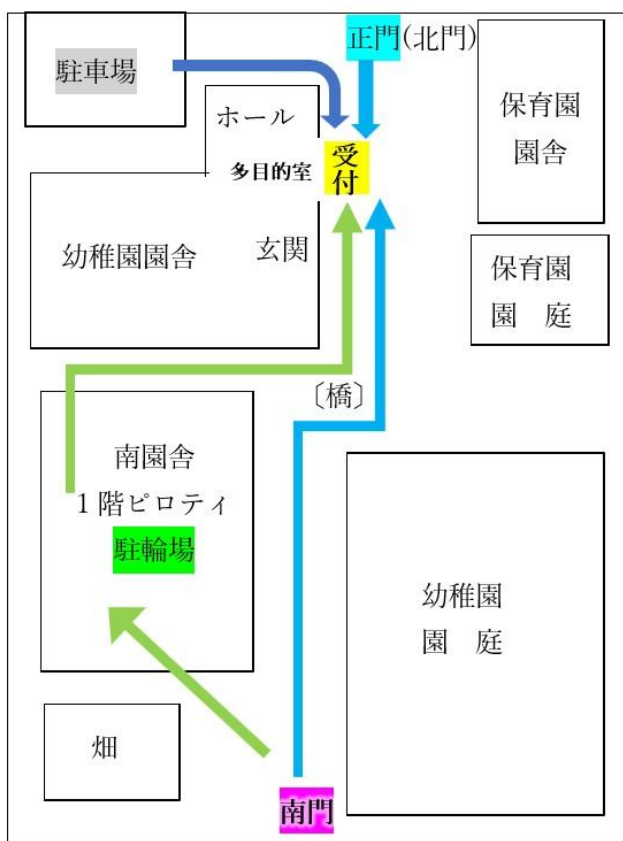 正門(北門)
駐車場
保育園
園舎
ホール
多目的室
受付
幼稚園園舎
玄関
保育園
園 庭
〔橋〕
南園舎
1階ピロティ
駐輪場
幼稚園
園 庭
畑
南門